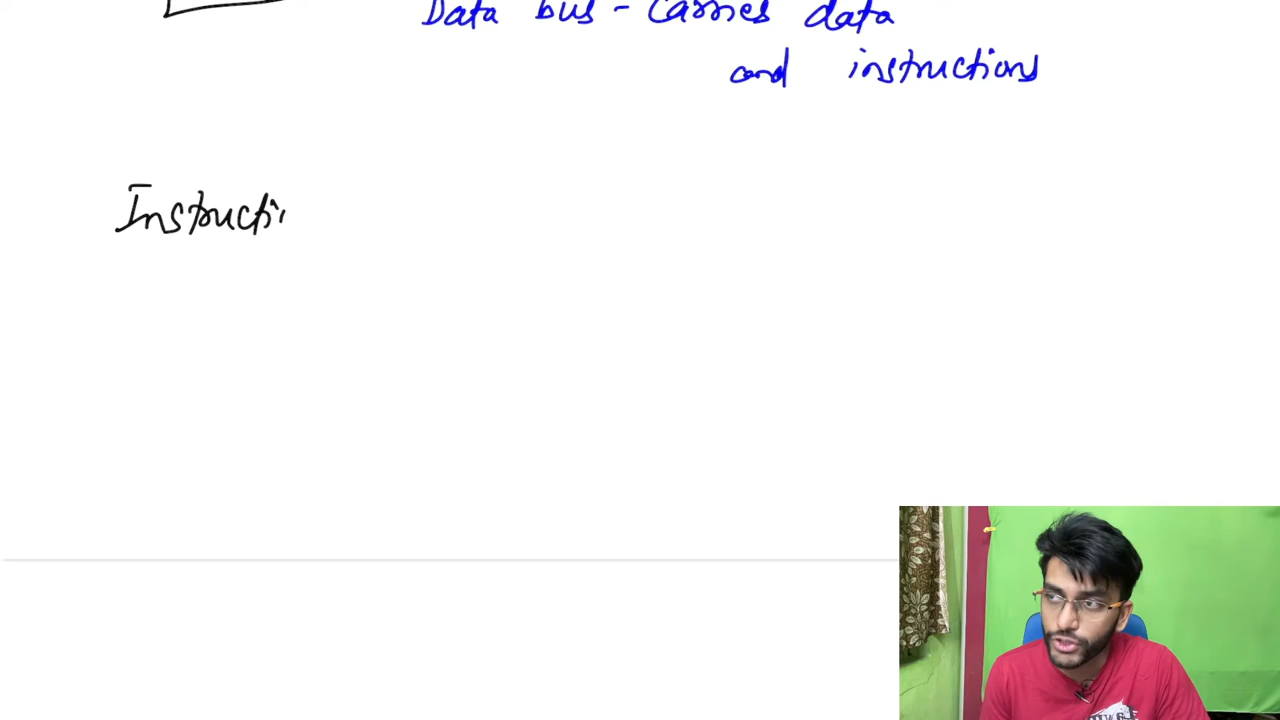 Data bus - Carries data
and instructions
Instructi